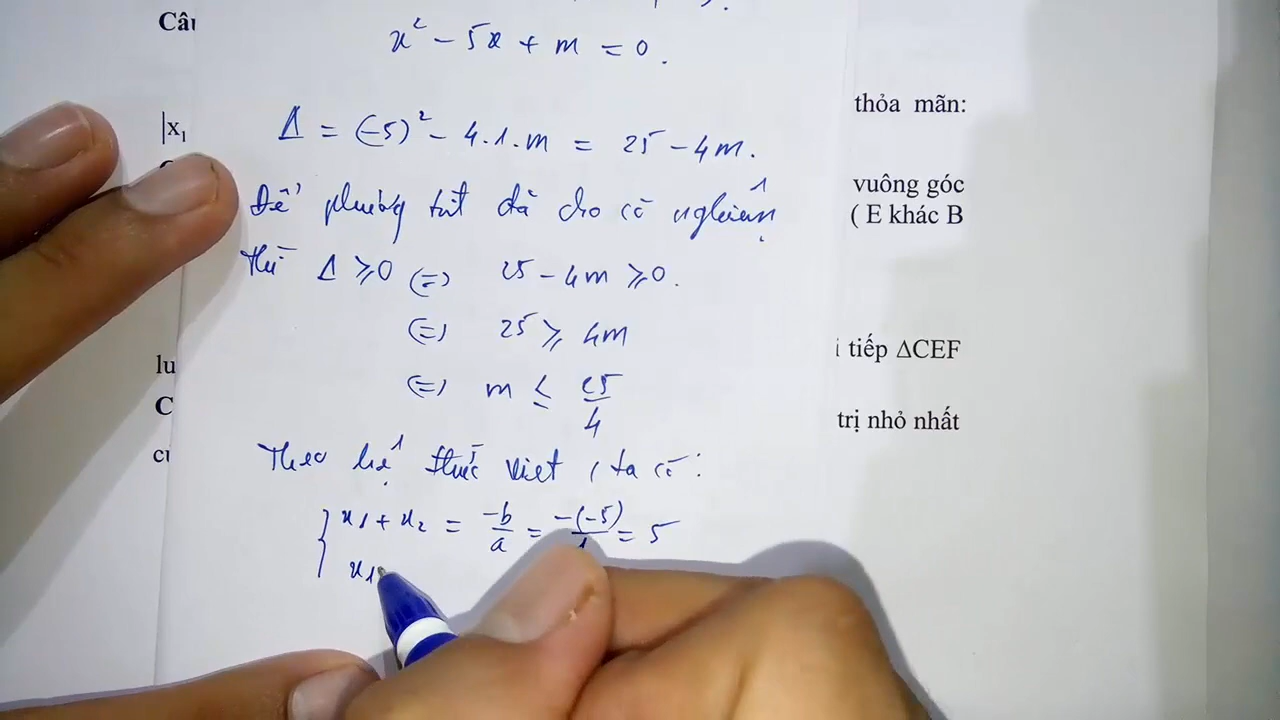 Câu
x² - 5x + m = 0.
thỏa mãn:
|x₁
Δ = (-5)² - 4.1.m = 25 - 4m.
Để phương trình đã cho có nghiệm
vuông góc
( E khác B
thì Δ ≥ 0 (=) 25 - 4m ≥ 0.
(=) 25 ≥ 4m
tiếp ΔCEF
lu
(=) m ≤ 25/4
C
trị nhỏ nhất
Theo hệ thức Viet, ta có:
{ x₁ + x₂ = -b/a = -(-5)/1 = 5
x₁